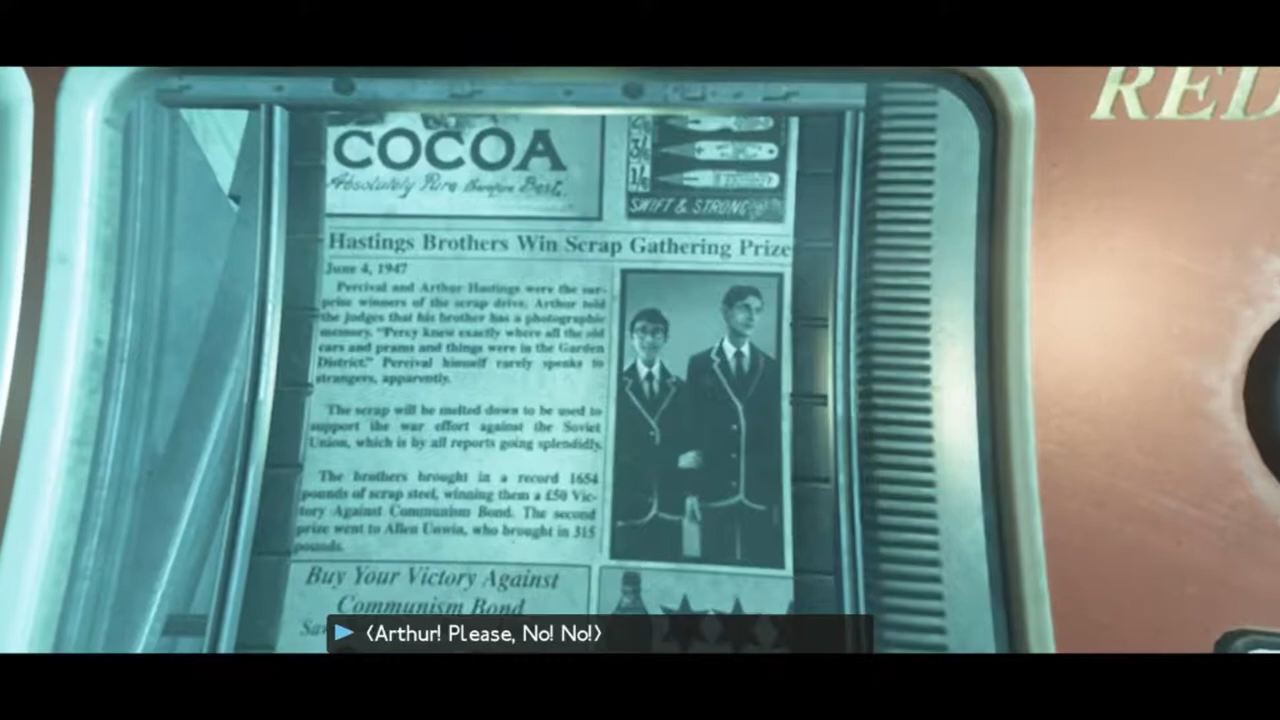 RED
COCOA
Absolutely Pure therefore Best.
3/6
1/6
SWIFT & STRONG
Hastings Brothers Win Scrap Gathering Prize
June 4, 1947
Percival and Arthur Hastings were the sur-
prise winners of the scrap drive. Arthur told
the judges that his brother has a photographic
memory. "Percy knew exactly where all the old
cars and prams and things were in the Garden
District." Percival himself rarely speaks to
strangers, apparently.
The scrap will be melted down to be used to
support the war effort against the Soviet
Union, which is by all reports going splendidly.
The brothers brought in a record 1654
pounds of scrap steel, winning them a £50 Vic-
tory Against Communism Bond. The second
prize went to Allen Unwin, who brought in 315
pounds.
Buy Your Victory Against
Communism Bond
<Arthur! Please, No! No!>